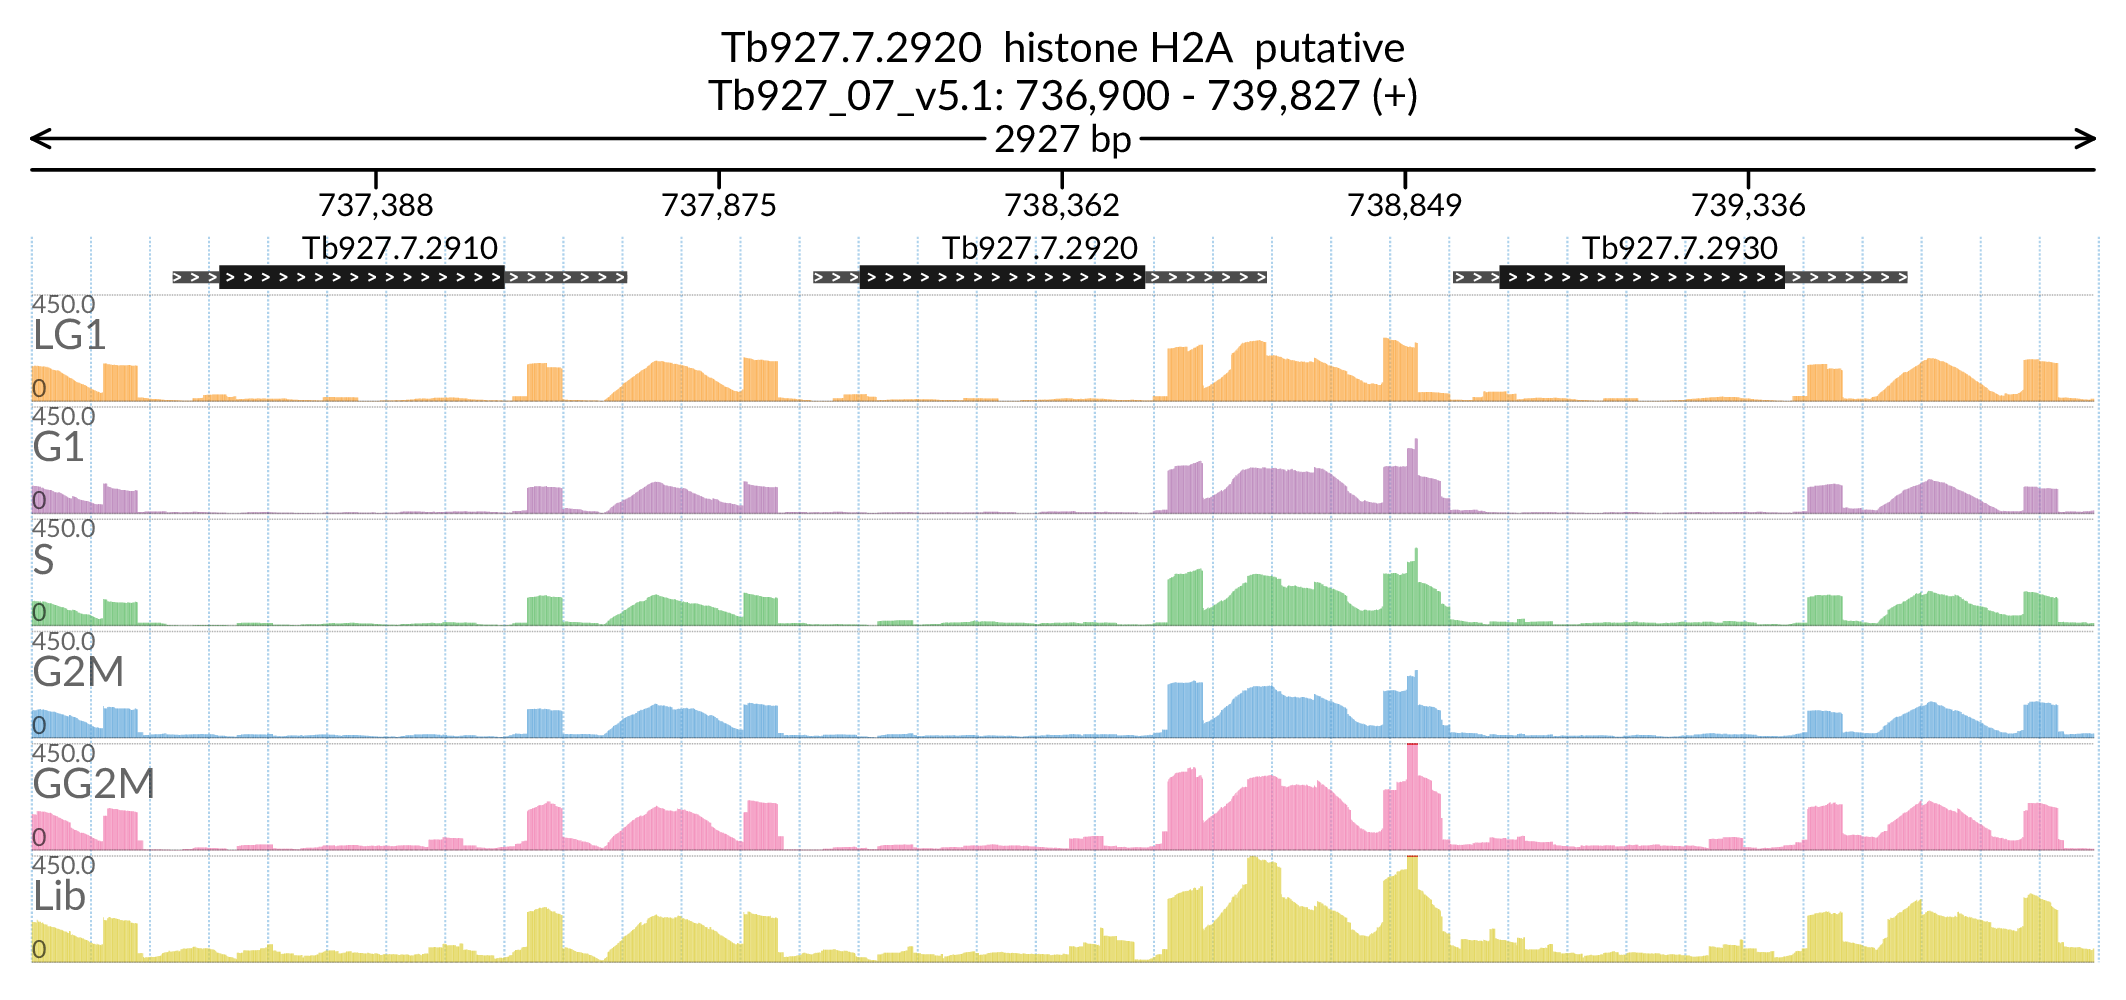 Tb927.7.2920  histone H2A  putative
Tb927_07_v5.1: 736,900 - 739,827 (+)
2927 bp
737,388 737,875 738,362 738,849 739,336
Tb927.7.2910 Tb927.7.2920 Tb927.7.2930
450.0
LG1
0
450.0
G1
0
450.0
S
0
450.0
G2M
0
450.0
GG2M
0
450.0
Lib
0